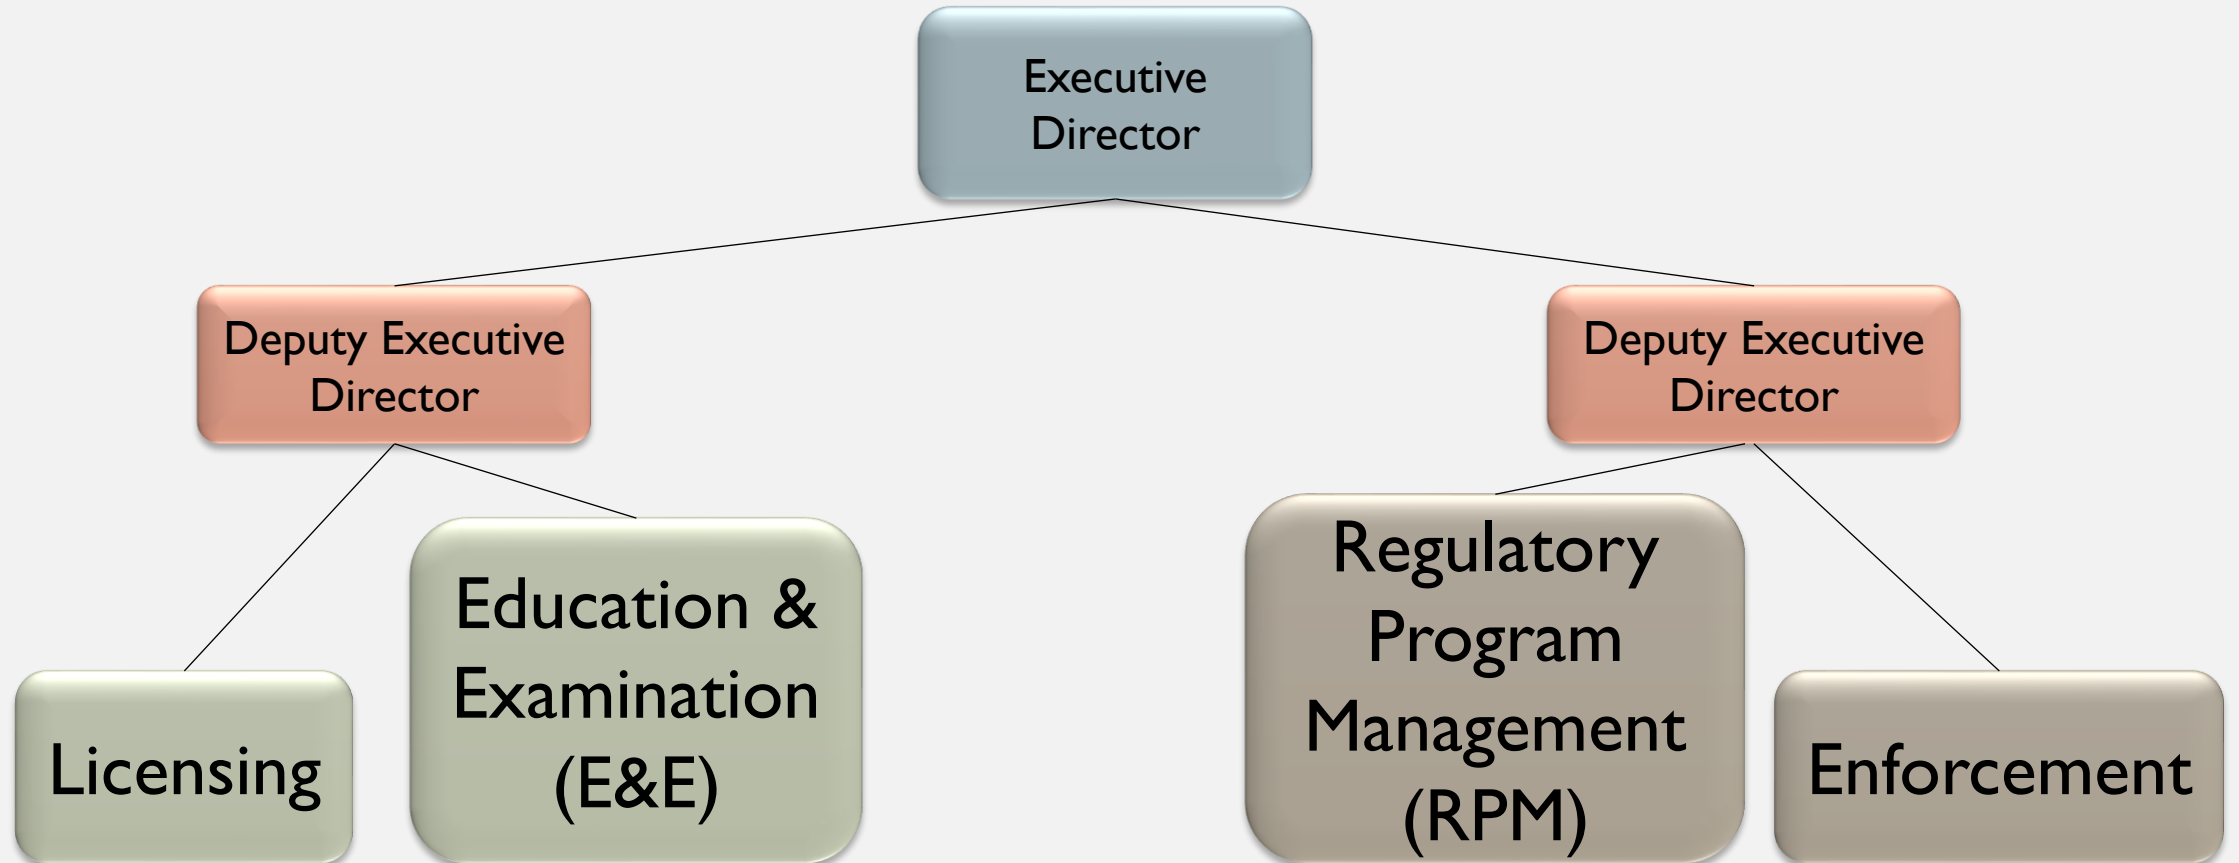 Executive
Director
Deputy Executive
Director
Deputy Executive
Director
Licensing
Education &
Examination
(E&E)
Regulatory
Program
Management
(RPM)
Enforcement